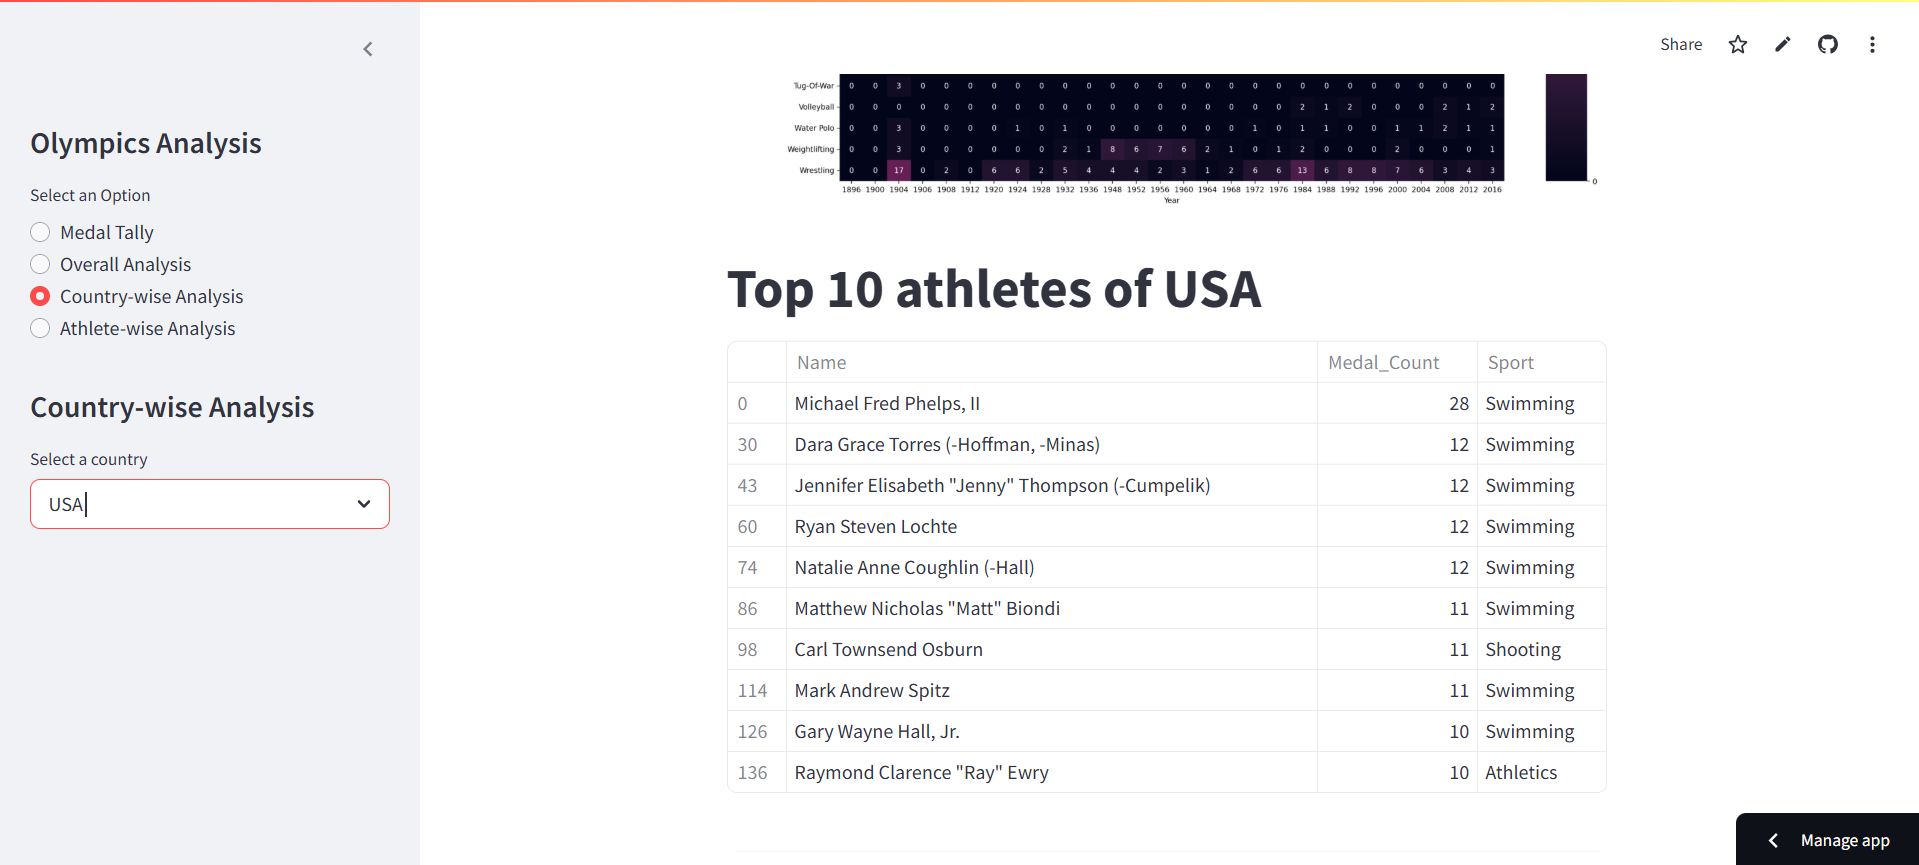 Share
Olympics Analysis
Select an Option
Medal Tally
Overall Analysis
Country-wise Analysis
Athlete-wise Analysis
Country-wise Analysis
Select a country
USA
Tug-Of-War 0 0 3 0 0 0 0 0 0 0 0 0 0 0 0 0 0 0 0 0 0 0 0 0 0 0 0 0
Volleyball 0 0 0 0 0 0 0 0 0 0 0 0 0 0 0 0 0 0 0 2 1 2 0 0 0 2 1 2
Water Polo 0 0 3 0 0 0 0 1 0 1 0 0 0 0 0 0 0 1 0 1 1 0 0 1 1 2 1 1
Weightlifting 0 0 3 0 0 0 0 0 0 2 1 8 6 7 6 2 1 0 1 2 0 0 0 2 0 0 0 1
Wrestling 0 0 17 0 2 0 6 6 2 5 4 4 4 2 3 1 2 6 6 13 6 8 8 7 6 3 4 3
1896 1900 1904 1906 1908 1912 1920 1924 1928 1932 1936 1948 1952 1956 1960 1964 1968 1972 1976 1984 1988 1992 1996 2000 2004 2008 2012 2016
Year
0
Top 10 athletes of USA
Name Medal_Count Sport
0 Michael Fred Phelps, II 28 Swimming
30 Dara Grace Torres (-Hoffman, -Minas) 12 Swimming
43 Jennifer Elisabeth "Jenny" Thompson (-Cumpelik) 12 Swimming
60 Ryan Steven Lochte 12 Swimming
74 Natalie Anne Coughlin (-Hall) 12 Swimming
86 Matthew Nicholas "Matt" Biondi 11 Swimming
98 Carl Townsend Osburn 11 Shooting
114 Mark Andrew Spitz 11 Swimming
126 Gary Wayne Hall, Jr. 10 Swimming
136 Raymond Clarence "Ray" Ewry 10 Athletics
Manage app